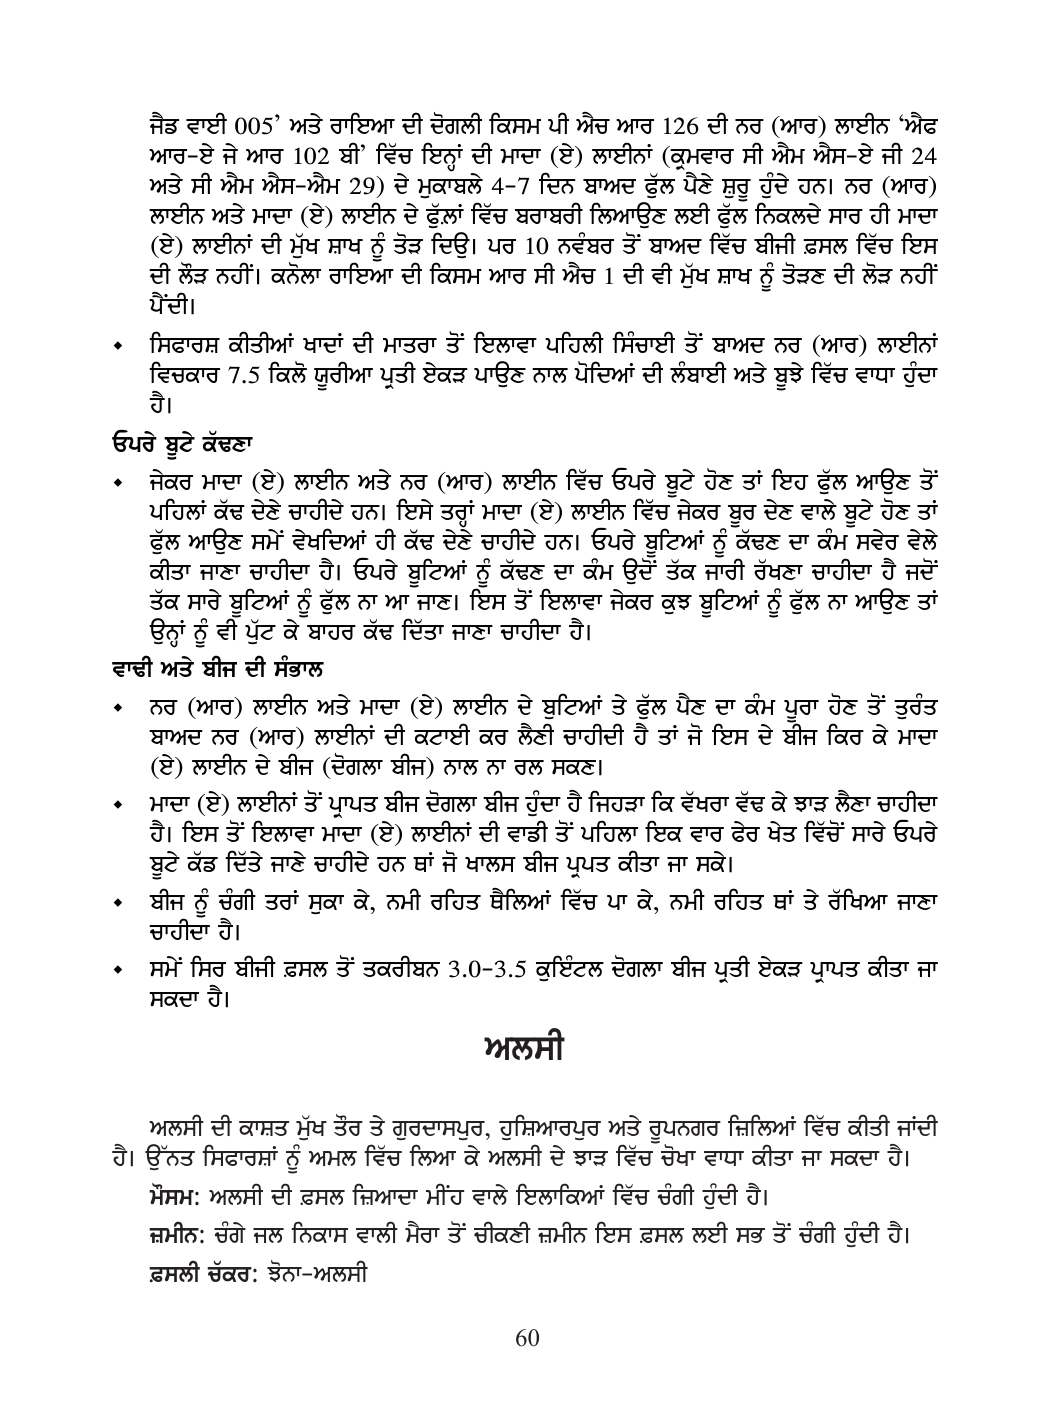 ਜੈਡ ਵਾਈ 005’ ਅਤੇ ਰਾਇਆ ਦੀ ਦੋਗਲੀ ਕਿਸਮ ਪੀ ਐਚ ਆਰ 126 ਦੀ ਨਰ (ਆਰ) ਲਾਈਨ ‘ਐਫ
ਆਰ-ਏ ਜੇ ਆਰ 102 ਬੀ’ ਵਿੱਚ ਇਨ੍ਹਾਂ ਦੀ ਮਾਦਾ (ਏ) ਲਾਈਨਾਂ (ਕ੍ਰਮਵਾਰ ਸੀ ਐਮ ਐਸ-ਏ ਜੀ 24
ਅਤੇ ਸੀ ਐਮ ਐਸ-ਐਮ 29) ਦੇ ਮੁਕਾਬਲੇ 4-7 ਦਿਨ ਬਾਅਦ ਫੁੱਲ ਪੈਣੇ ਸ਼ੁਰੂ ਹੁੰਦੇ ਹਨ। ਨਰ (ਆਰ)
ਲਾਈਨ ਅਤੇ ਮਾਦਾ (ਏ) ਲਾਈਨ ਦੇ ਫੁੱਲਾਂ ਵਿੱਚ ਬਰਾਬਰੀ ਲਿਆਉਣ ਲਈ ਫੁੱਲ ਨਿਕਲਦੇ ਸਾਰ ਹੀ ਮਾਦਾ
(ਏ) ਲਾਈਨਾਂ ਦੀ ਮੁੱਖ ਸ਼ਾਖ ਨੂੰ ਤੋੜ ਦਿਉ। ਪਰ 10 ਨਵੰਬਰ ਤੋਂ ਬਾਅਦ ਵਿੱਚ ਬੀਜੀ ਫ਼ਸਲ ਵਿੱਚ ਇਸ
ਦੀ ਲੌੜ ਨਹੀਂ। ਕਨੋਲਾ ਰਾਇਆ ਦੀ ਕਿਸਮ ਆਰ ਸੀ ਐਚ 1 ਦੀ ਵੀ ਮੁੱਖ ਸ਼ਾਖ ਨੂੰ ਤੋੜਣ ਦੀ ਲੋੜ ਨਹੀਂ
ਪੈਂਦੀ।
⬥ ਸਿਫਾਰਸ਼ ਕੀਤੀਆਂ ਖਾਦਾਂ ਦੀ ਮਾਤਰਾ ਤੋਂ ਇਲਾਵਾ ਪਹਿਲੀ ਸਿੰਚਾਈ ਤੋਂ ਬਾਅਦ ਨਰ (ਆਰ) ਲਾਈਨਾਂ
ਵਿਚਕਾਰ 7.5 ਕਿਲੋ ਯੂਰੀਆ ਪ੍ਰਤੀ ਏਕੜ ਪਾਉਣ ਨਾਲ ਪੋਦਿਆਂ ਦੀ ਲੰਬਾਈ ਅਤੇ ਬੂਝੇ ਵਿੱਚ ਵਾਧਾ ਹੁੰਦਾ
ਹੈ।
ਓਪਰੇ ਬੂਟੇ ਕੱਢਣਾ
⬥ ਜੇਕਰ ਮਾਦਾ (ਏ) ਲਾਈਨ ਅਤੇ ਨਰ (ਆਰ) ਲਾਈਨ ਵਿੱਚ ਓਪਰੇ ਬੂਟੇ ਹੋਣ ਤਾਂ ਇਹ ਫੁੱਲ ਆਉਣ ਤੋਂ
ਪਹਿਲਾਂ ਕੱਢ ਦੇਣੇ ਚਾਹੀਦੇ ਹਨ। ਇਸੇ ਤਰ੍ਹਾਂ ਮਾਦਾ (ਏ) ਲਾਈਨ ਵਿੱਚ ਜੇਕਰ ਬੂਰ ਦੇਣ ਵਾਲੇ ਬੂਟੇ ਹੋਣ ਤਾਂ
ਫੁੱਲ ਆਉਣ ਸਮੇਂ ਵੇਖਦਿਆਂ ਹੀ ਕੱਢ ਦੇਣੇ ਚਾਹੀਦੇ ਹਨ। ਓਪਰੇ ਬੂਟਿਆਂ ਨੂੰ ਕੱਢਣ ਦਾ ਕੰਮ ਸਵੇਰ ਵੇਲੇ
ਕੀਤਾ ਜਾਣਾ ਚਾਹੀਦਾ ਹੈ। ਓਪਰੇ ਬੂਟਿਆਂ ਨੂੰ ਕੱਢਣ ਦਾ ਕੰਮ ਉਦੋਂ ਤੱਕ ਜਾਰੀ ਰੱਖਣਾ ਚਾਹੀਦਾ ਹੈ ਜਦੋਂ
ਤੱਕ ਸਾਰੇ ਬੂਟਿਆਂ ਨੂੰ ਫੁੱਲ ਨਾ ਆ ਜਾਣ। ਇਸ ਤੋਂ ਇਲਾਵਾ ਜੇਕਰ ਕੁਝ ਬੂਟਿਆਂ ਨੂੰ ਫੁੱਲ ਨਾ ਆਉਣ ਤਾਂ
ਉਨ੍ਹਾਂ ਨੂੰ ਵੀ ਪੁੱਟ ਕੇ ਬਾਹਰ ਕੱਢ ਦਿੱਤਾ ਜਾਣਾ ਚਾਹੀਦਾ ਹੈ।
ਵਾਢੀ ਅਤੇ ਬੀਜ ਦੀ ਸੰਭਾਲ
⬥ ਨਰ (ਆਰ) ਲਾਈਨ ਅਤੇ ਮਾਦਾ (ਏ) ਲਾਈਨ ਦੇ ਬੁਟਿਆਂ ਤੇ ਫੁੱਲ ਪੈਣ ਦਾ ਕੰਮ ਪੂਰਾ ਹੋਣ ਤੋਂ ਤੁਰੰਤ
ਬਾਅਦ ਨਰ (ਆਰ) ਲਾਈਨਾਂ ਦੀ ਕਟਾਈ ਕਰ ਲੈਣੀ ਚਾਹੀਦੀ ਹੈ ਤਾਂ ਜੋ ਇਸ ਦੇ ਬੀਜ ਕਿਰ ਕੇ ਮਾਦਾ
(ਏ) ਲਾਈਨ ਦੇ ਬੀਜ (ਦੋਗਲਾ ਬੀਜ) ਨਾਲ ਨਾ ਰਲ ਸਕਣ।
⬥ ਮਾਦਾ (ਏ) ਲਾਈਨਾਂ ਤੋਂ ਪ੍ਰਾਪਤ ਬੀਜ ਦੋਗਲਾ ਬੀਜ ਹੁੰਦਾ ਹੈ ਜਿਹੜਾ ਕਿ ਵੱਖਰਾ ਵੱਢ ਕੇ ਝਾੜ ਲੈਣਾ ਚਾਹੀਦਾ
ਹੈ। ਇਸ ਤੋਂ ਇਲਾਵਾ ਮਾਦਾ (ਏ) ਲਾਈਨਾਂ ਦੀ ਵਾਡੀ ਤੋਂ ਪਹਿਲਾ ਇਕ ਵਾਰ ਫੇਰ ਖੇਤ ਵਿੱਚੋਂ ਸਾਰੇ ਓਪਰੇ
ਬੂਟੇ ਕੱਡ ਦਿੱਤੇ ਜਾਣੇ ਚਾਹੀਦੇ ਹਨ ਥਾਂ ਜੋ ਖਾਲਸ ਬੀਜ ਪ੍ਰਪਤ ਕੀਤਾ ਜਾ ਸਕੇ।
⬥ ਬੀਜ ਨੂੰ ਚੰਗੀ ਤਰਾਂ ਸੁਕਾ ਕੇ, ਨਮੀ ਰਹਿਤ ਥੈਲਿਆਂ ਵਿੱਚ ਪਾ ਕੇ, ਨਮੀ ਰਹਿਤ ਥਾਂ ਤੇ ਰੱਖਿਆ ਜਾਣਾ
ਚਾਹੀਦਾ ਹੈ।
⬥ ਸਮੇਂ ਸਿਰ ਬੀਜੀ ਫ਼ਸਲ ਤੋਂ ਤਕਰੀਬਨ 3.0-3.5 ਕੁਇੰਟਲ ਦੋਗਲਾ ਬੀਜ ਪ੍ਰਤੀ ਏਕੜ ਪ੍ਰਾਪਤ ਕੀਤਾ ਜਾ
ਸਕਦਾ ਹੈ।
ਅਲਸੀ
ਅਲਸੀ ਦੀ ਕਾਸ਼ਤ ਮੁੱਖ ਤੌਰ ਤੇ ਗੁਰਦਾਸਪੁਰ, ਹੁਸ਼ਿਆਰਪੁਰ ਅਤੇ ਰੂਪਨਗਰ ਜ਼ਿਲਿਆਂ ਵਿੱਚ ਕੀਤੀ ਜਾਂਦੀ
ਹੈ। ਉੱਨਤ ਸਿਫਾਰਸ਼ਾਂ ਨੂੰ ਅਮਲ ਵਿੱਚ ਲਿਆ ਕੇ ਅਲਸੀ ਦੇ ਝਾੜ ਵਿੱਚ ਚੋਖਾ ਵਾਧਾ ਕੀਤਾ ਜਾ ਸਕਦਾ ਹੈ।
ਮੌਸਮ: ਅਲਸੀ ਦੀ ਫ਼ਸਲ ਜ਼ਿਆਦਾ ਮੀਂਹ ਵਾਲੇ ਇਲਾਕਿਆਂ ਵਿੱਚ ਚੰਗੀ ਹੁੰਦੀ ਹੈ।
ਜ਼ਮੀਨ: ਚੰਗੇ ਜਲ ਨਿਕਾਸ ਵਾਲੀ ਮੈਰਾ ਤੋਂ ਚੀਕਣੀ ਜ਼ਮੀਨ ਇਸ ਫ਼ਸਲ ਲਈ ਸਭ ਤੋਂ ਚੰਗੀ ਹੁੰਦੀ ਹੈ।
ਫ਼ਸਲੀ ਚੱਕਰ: ਝੋਨਾ-ਅਲਸੀ
60